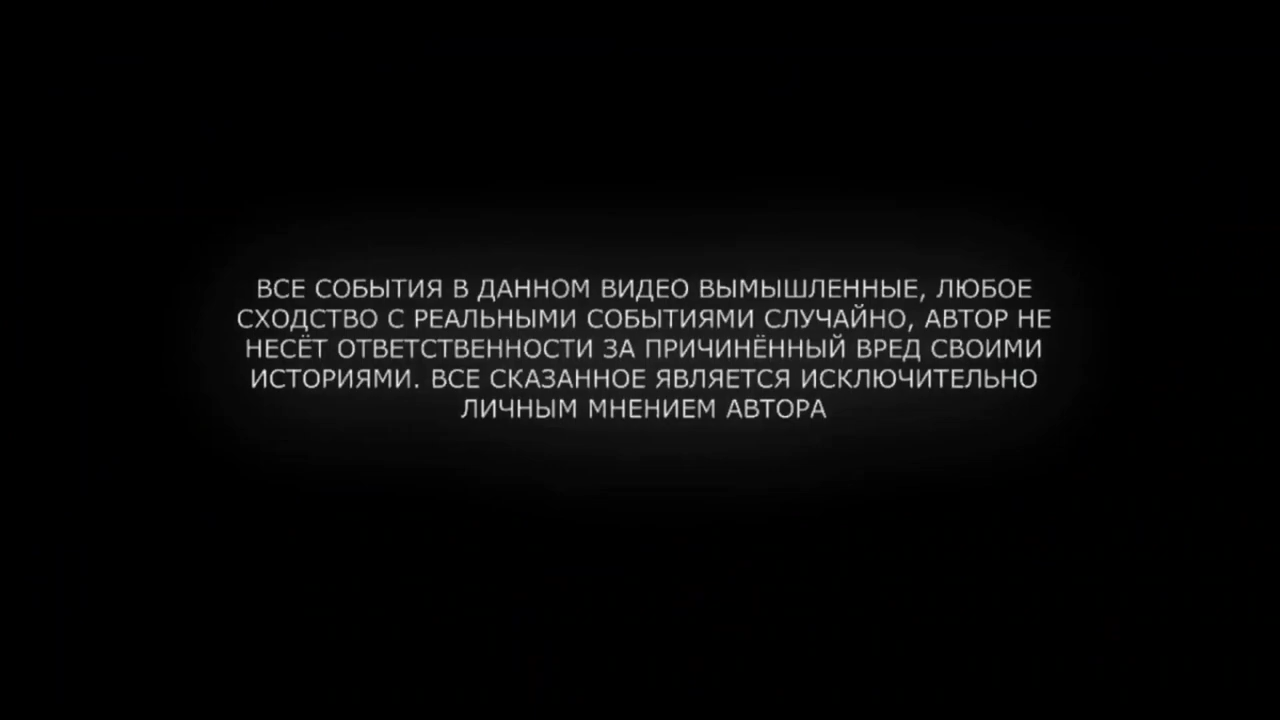 ВСЕ СОБЫТИЯ В ДАННОМ ВИДЕО ВЫМЫШЛЕННЫЕ, ЛЮБОЕ
СХОДСТВО С РЕАЛЬНЫМИ СОБЫТИЯМИ СЛУЧАЙНО, АВТОР НЕ
НЕСЁТ ОТВЕТСТВЕННОСТИ ЗА ПРИЧИНЁННЫЙ ВРЕД СВОИМИ
ИСТОРИЯМИ. ВСЕ СКАЗАННОЕ ЯВЛЯЕТСЯ ИСКЛЮЧИТЕЛЬНО
ЛИЧНЫМ МНЕНИЕМ АВТОРА